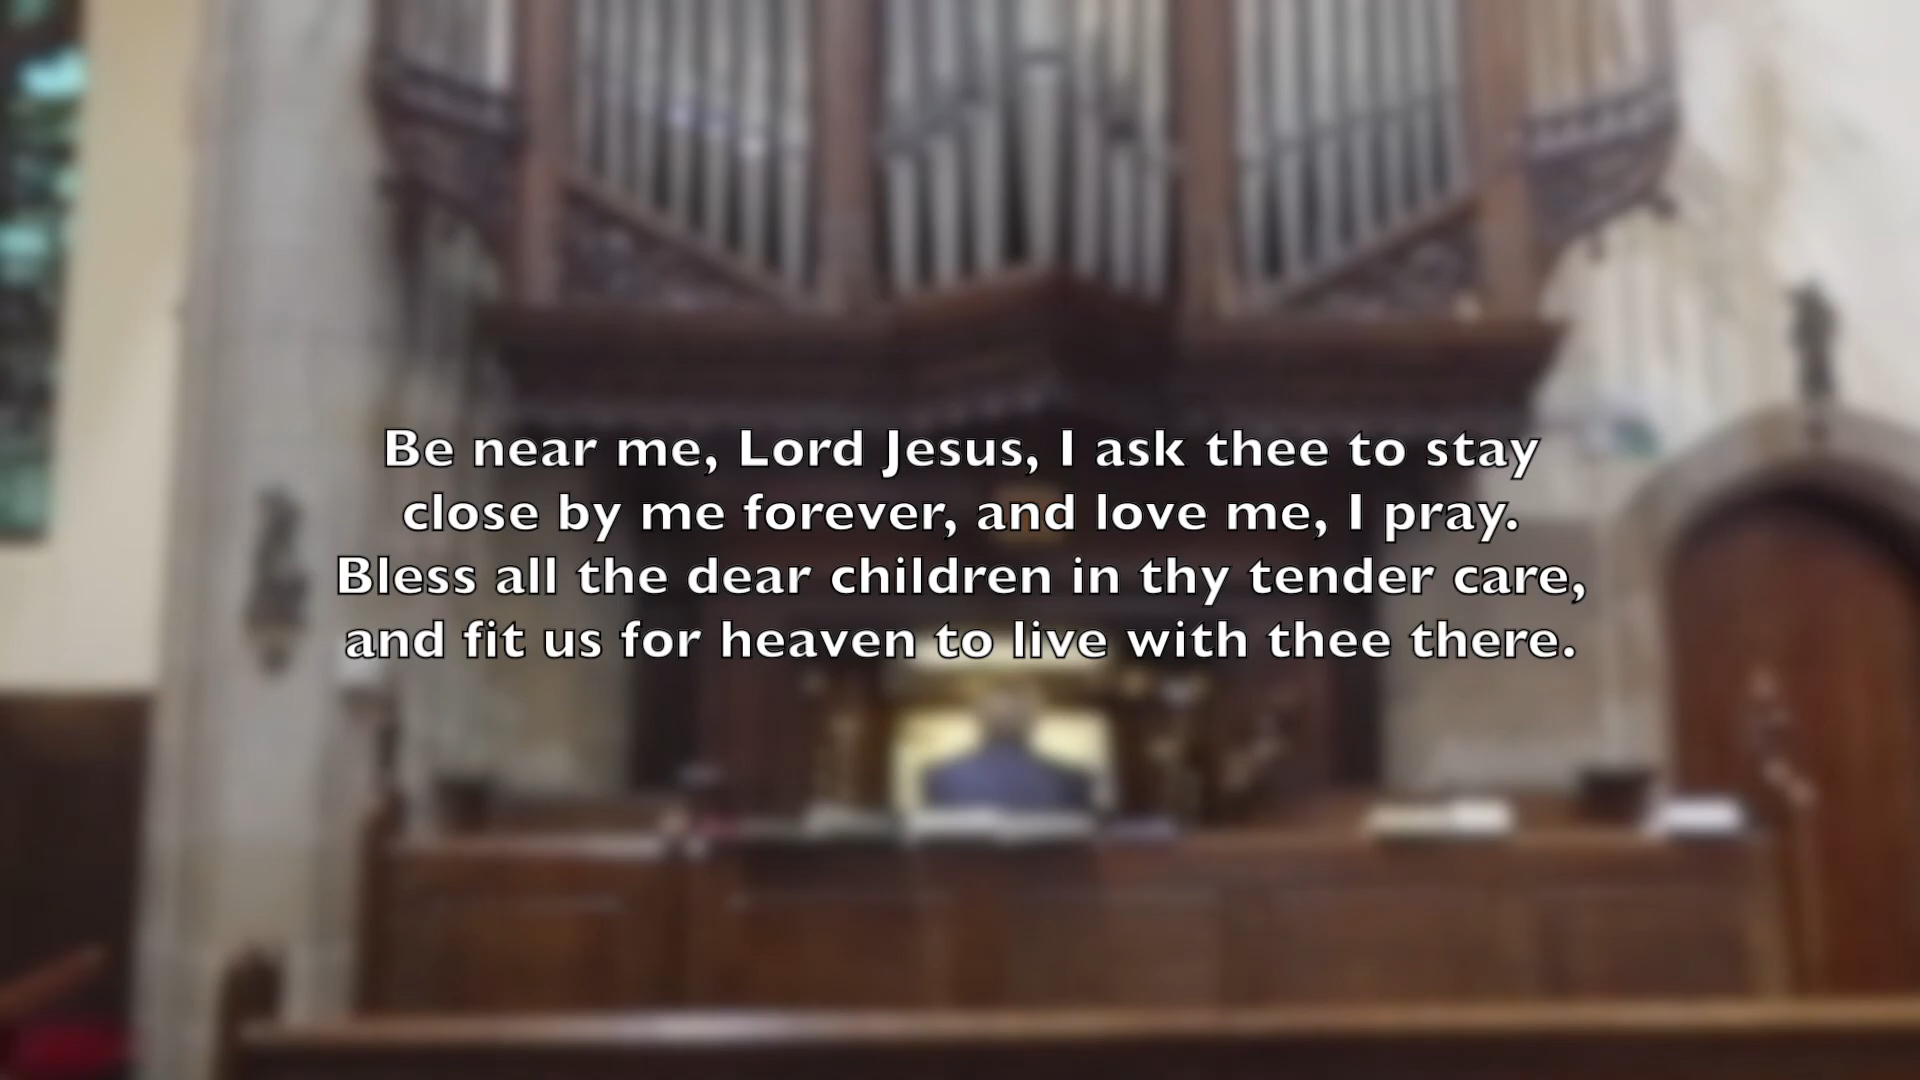 Be near me, Lord Jesus, I ask thee to stay
close by me forever, and love me, I pray.
Bless all the dear children in thy tender care,
and fit us for heaven to live with thee there.